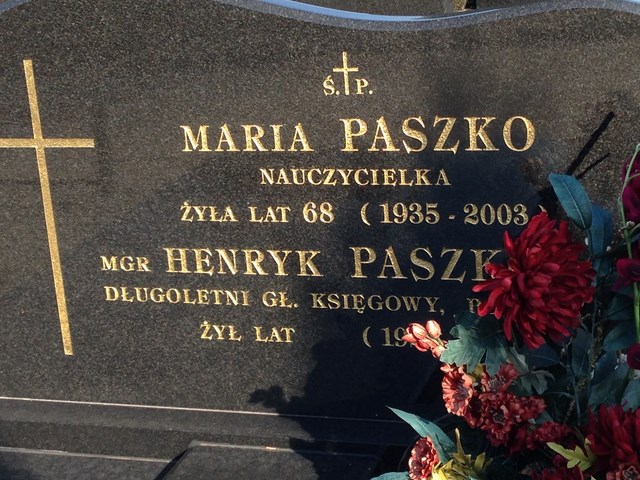 Ś.P.
MARIA PASZKO
NAUCZYCIELKA
ŻYŁA LAT 68 (1935-2003)
MGR HENRYK PASZK
DŁUGOLETNI GŁ. KSIĘGOWY,
ŻYŁ LAT (19